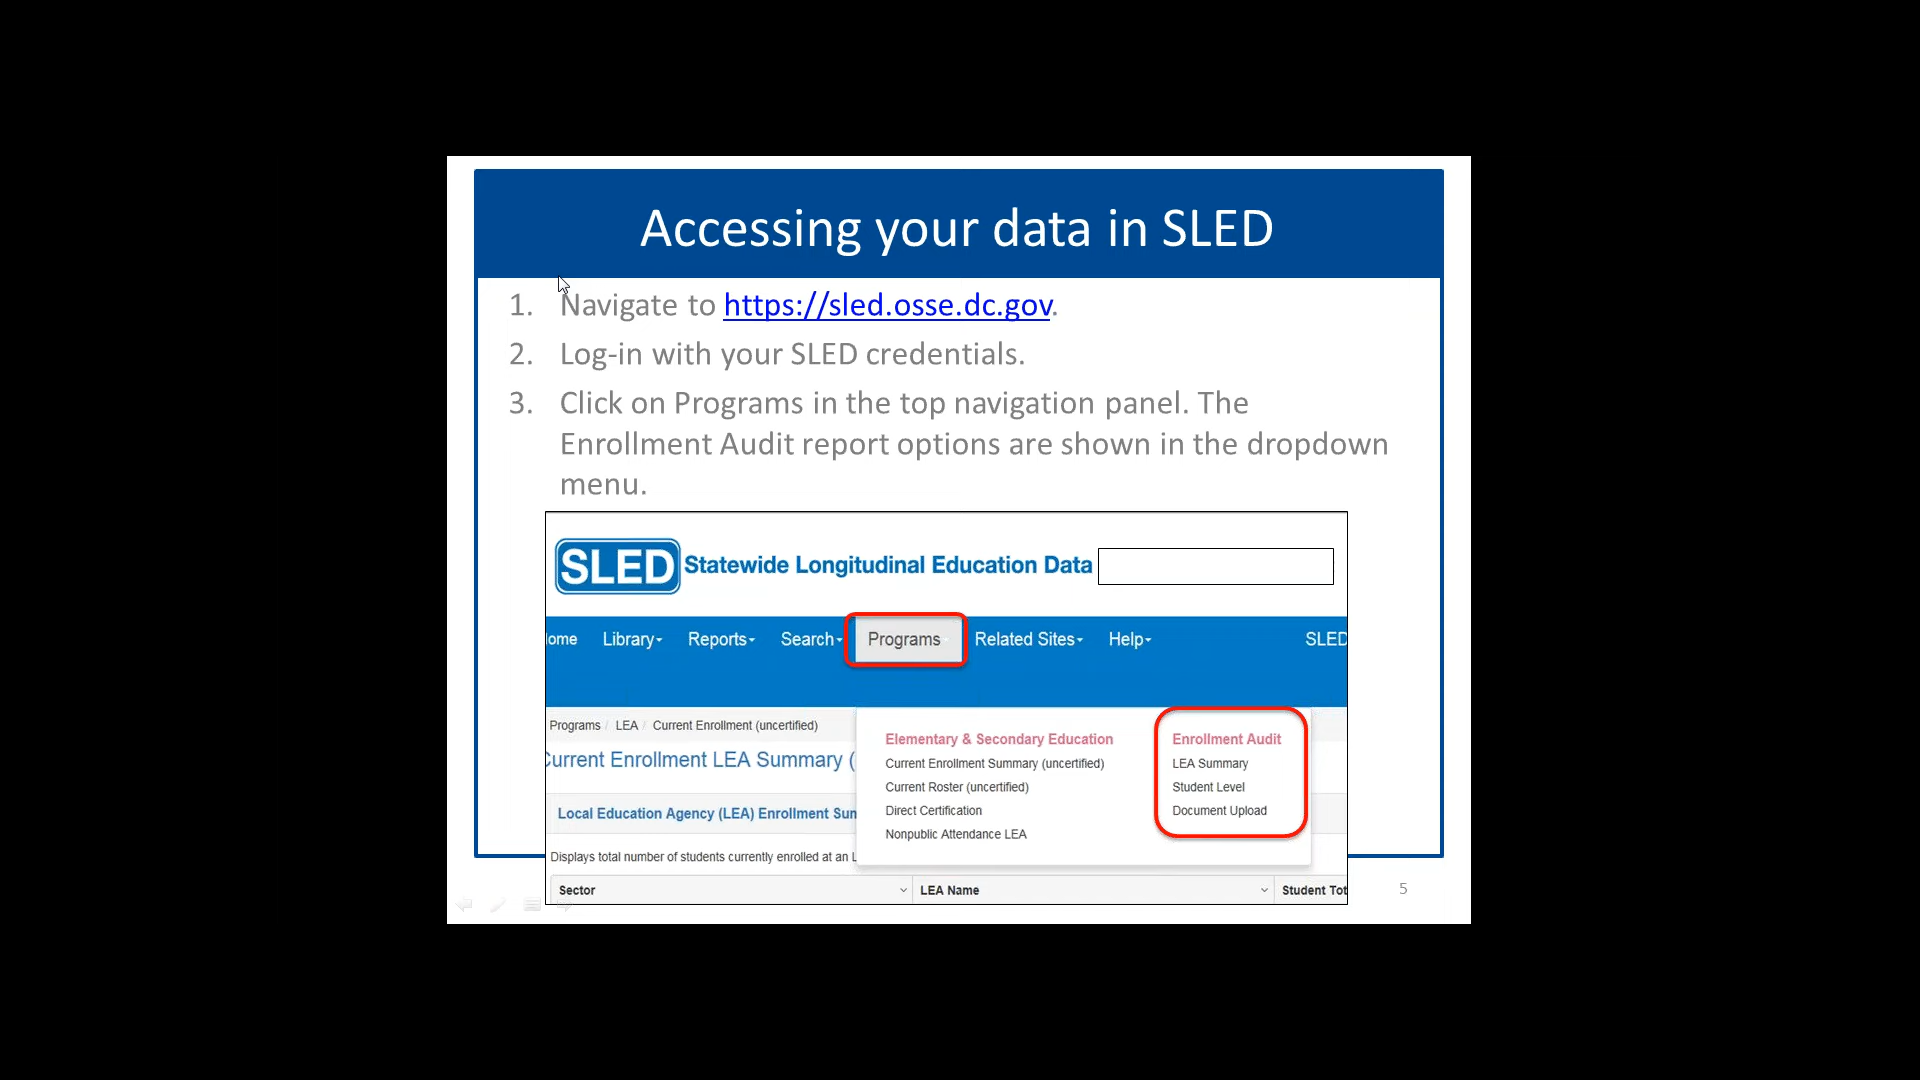 Accessing your data in SLED
1. Navigate to https://sled.osse.dc.gov.
2. Log-in with your SLED credentials.
3. Click on Programs in the top navigation panel. The
Enrollment Audit report options are shown in the dropdown
menu.
SLED Statewide Longitudinal Education Data
ome Library Reports Search Programs Related Sites Help SLED
Programs / LEA / Current Enrollment (uncertified)
Current Enrollment LEA Summary (
Elementary & Secondary Education
Current Enrollment Summary (uncertified)
Current Roster (uncertified)
Direct Certification
Nonpublic Attendance LEA
Enrollment Audit
LEA Summary
Student Level
Document Upload
Local Education Agency (LEA) Enrollment Sum
Displays total number of students currently enrolled at an L
Sector LEA Name Student Tot
5